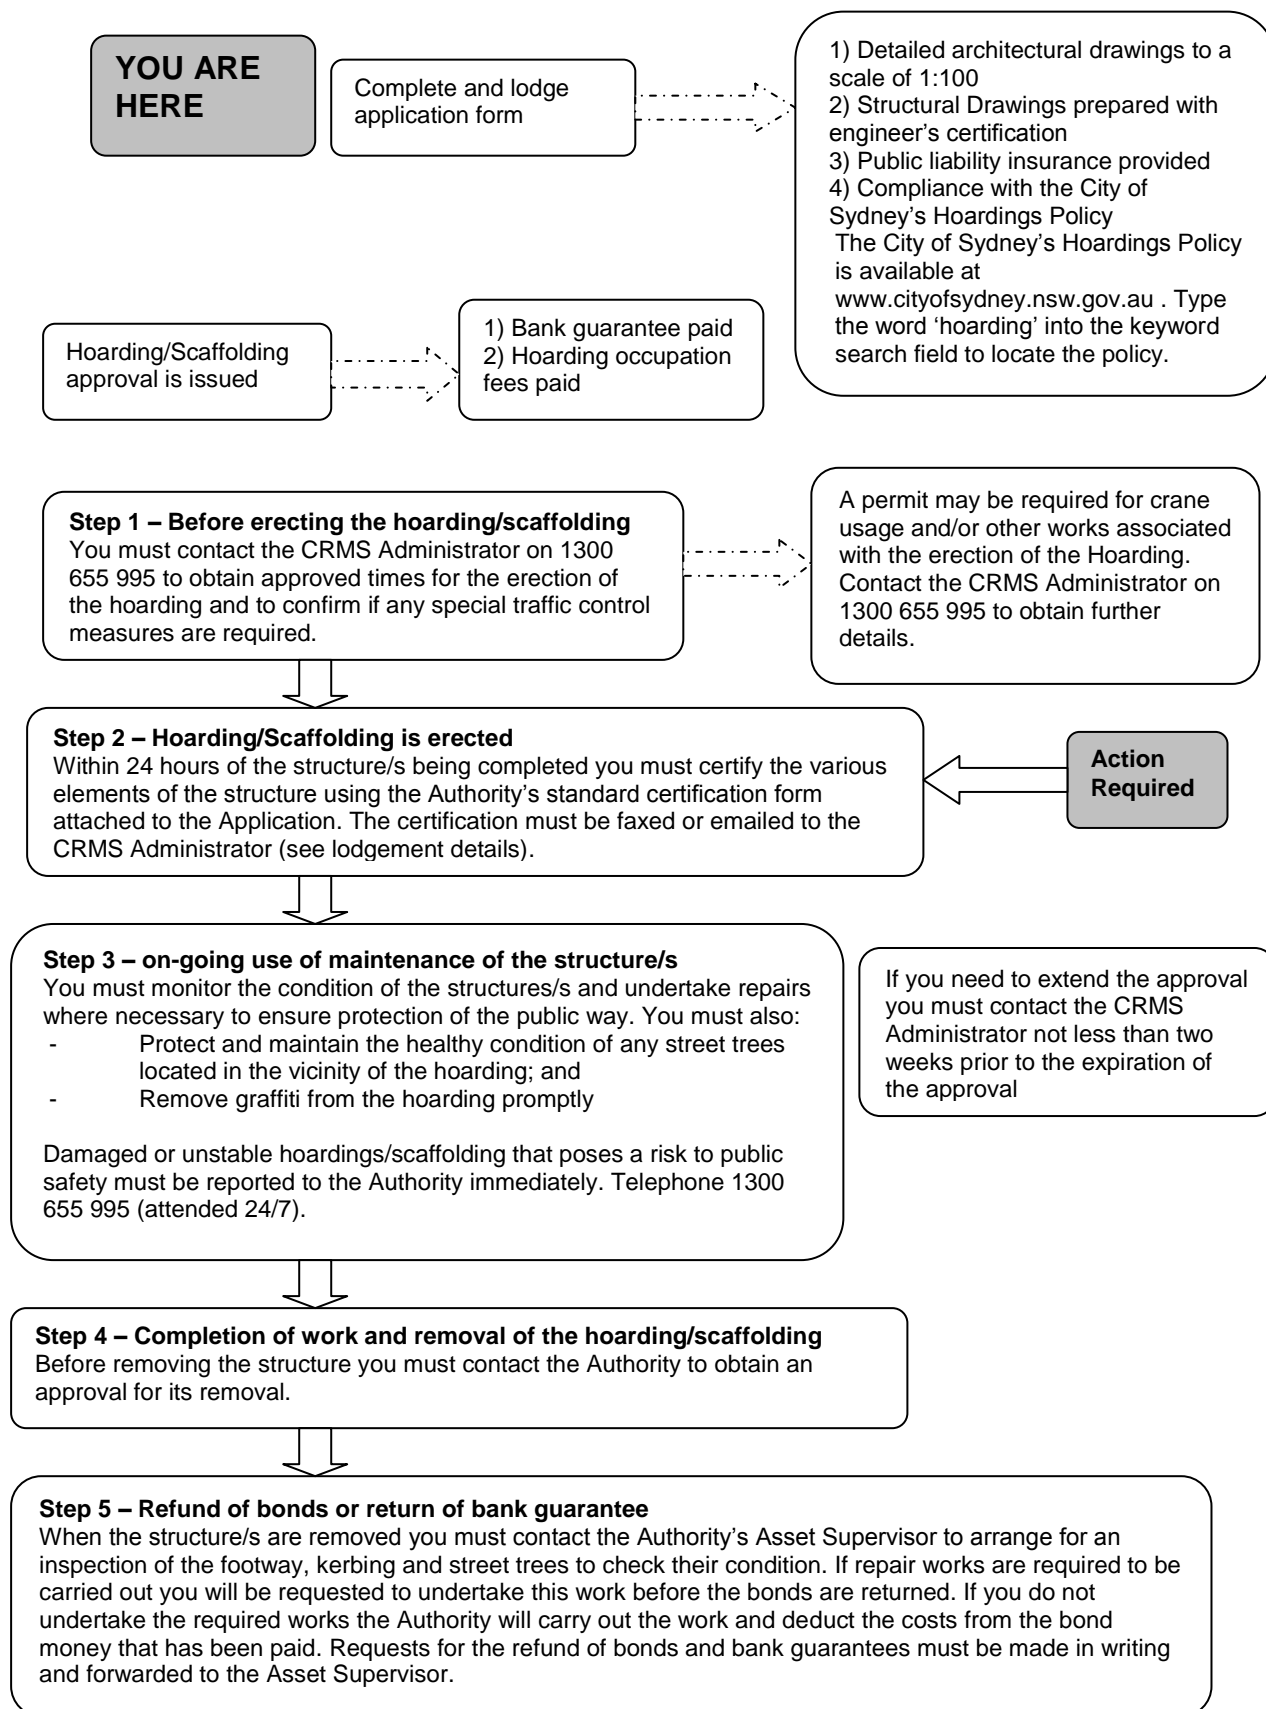 YOU ARE
HERE
Complete and lodge
application form
1) Detailed architectural drawings to a
scale of 1:100
2) Structural Drawings prepared with
engineer's certification
3) Public liability insurance provided
4) Compliance with the City of
Sydney's Hoardings Policy
The City of Sydney's Hoardings Policy
is available at
www.cityofsydney.nsw.gov.au . Type
the word 'hoarding' into the keyword
search field to locate the policy.
Hoarding/Scaffolding
approval is issued
1) Bank guarantee paid
2) Hoarding occupation
fees paid
Step 1 – Before erecting the hoarding/scaffolding
You must contact the CRMS Administrator on 1300
655 995 to obtain approved times for the erection of
the hoarding and to confirm if any special traffic control
measures are required.
A permit may be required for crane
usage and/or other works associated
with the erection of the Hoarding.
Contact the CRMS Administrator on
1300 655 995 to obtain further
details.
Step 2 – Hoarding/Scaffolding is erected
Within 24 hours of the structure/s being completed you must certify the various
elements of the structure using the Authority's standard certification form
attached to the Application. The certification must be faxed or emailed to the
CRMS Administrator (see lodgement details).
Action
Required
Step 3 – on-going use of maintenance of the structure/s
You must monitor the condition of the structures/s and undertake repairs
where necessary to ensure protection of the public way. You must also:
- Protect and maintain the healthy condition of any street trees
located in the vicinity of the hoarding; and
- Remove graffiti from the hoarding promptly
Damaged or unstable hoardings/scaffolding that poses a risk to public
safety must be reported to the Authority immediately. Telephone 1300
655 995 (attended 24/7).
If you need to extend the approval
you must contact the CRMS
Administrator not less than two
weeks prior to the expiration of
the approval
Step 4 – Completion of work and removal of the hoarding/scaffolding
Before removing the structure you must contact the Authority to obtain an
approval for its removal.
Step 5 – Refund of bonds or return of bank guarantee
When the structure/s are removed you must contact the Authority's Asset Supervisor to arrange for an
inspection of the footway, kerbing and street trees to check their condition. If repair works are required to be
carried out you will be requested to undertake this work before the bonds are returned. If you do not
undertake the required works the Authority will carry out the work and deduct the costs from the bond
money that has been paid. Requests for the refund of bonds and bank guarantees must be made in writing
and forwarded to the Asset Supervisor.